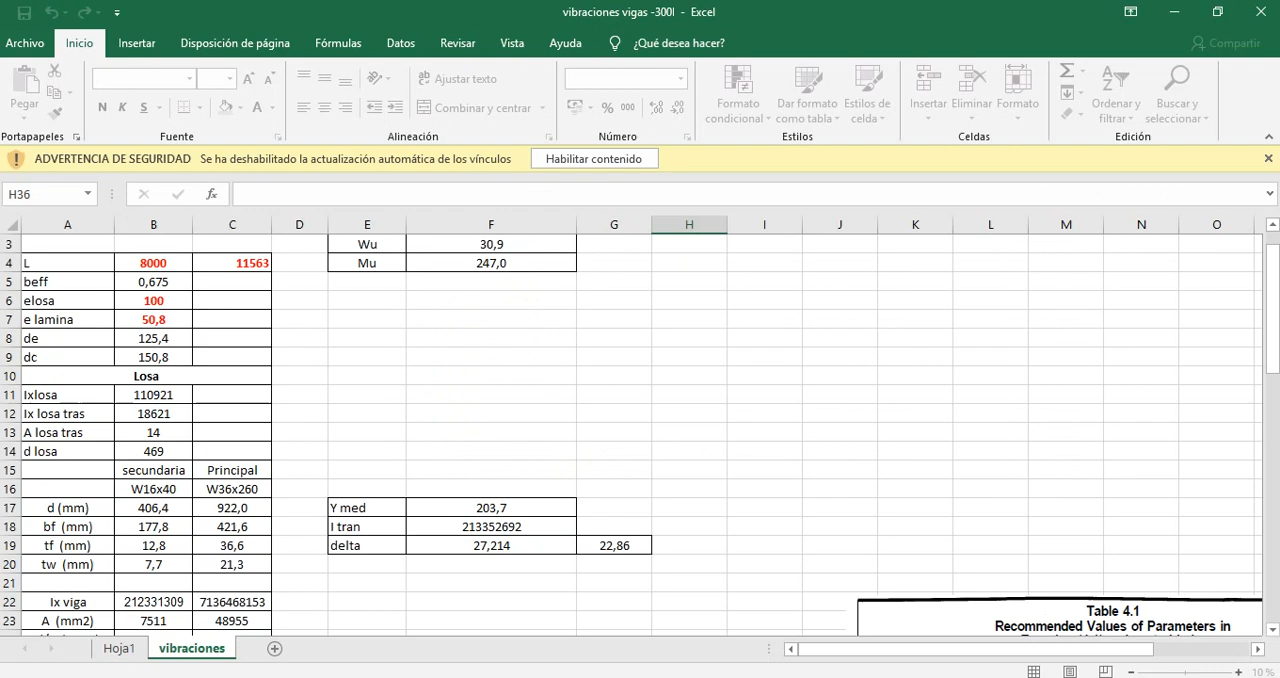 vibraciones vigas -300l - Excel
Archivo Inicio Insertar Disposición de página Fórmulas Datos Revisar Vista Ayuda ¿Qué desea hacer? Compartir
Pegar
N K S
Portapapeles
Fuente
Ajustar texto
Combinar y centrar
Alineación
% 000
Número
Formato condicional
Dar formato como tabla
Estilos de celda
Estilos
Insertar Eliminar Formato
Celdas
Ordenar y filtrar
Buscar y seleccionar
Edición
ADVERTENCIA DE SEGURIDAD Se ha deshabilitado la actualización automática de los vínculos Habilitar contenido
H36 fx
A B C D E F G H I J K L M N O
3 Wu 30,9
4 L 8000 11563 Mu 247,0
5 beff 0,675
6 elosa 100
7 e lamina 50,8
8 de 125,4
9 dc 150,8
10 Losa
11 Ixlosa 110921
12 Ix losa tras 18621
13 A losa tras 14
14 d losa 469
15 secundaria Principal
16 W16x40 W36x260
17 d (mm) 406,4 922,0 Y med 203,7
18 bf (mm) 177,8 421,6 I tran 213352692
19 tf (mm) 12,8 36,6 delta 27,214 22,86
20 tw (mm) 7,7 21,3
21
22 Ix viga 212331309 7136468153
23 A (mm2) 7511 48955
Table 4.1
Recommended Values of Parameters in
Hoja1 vibraciones
10 %